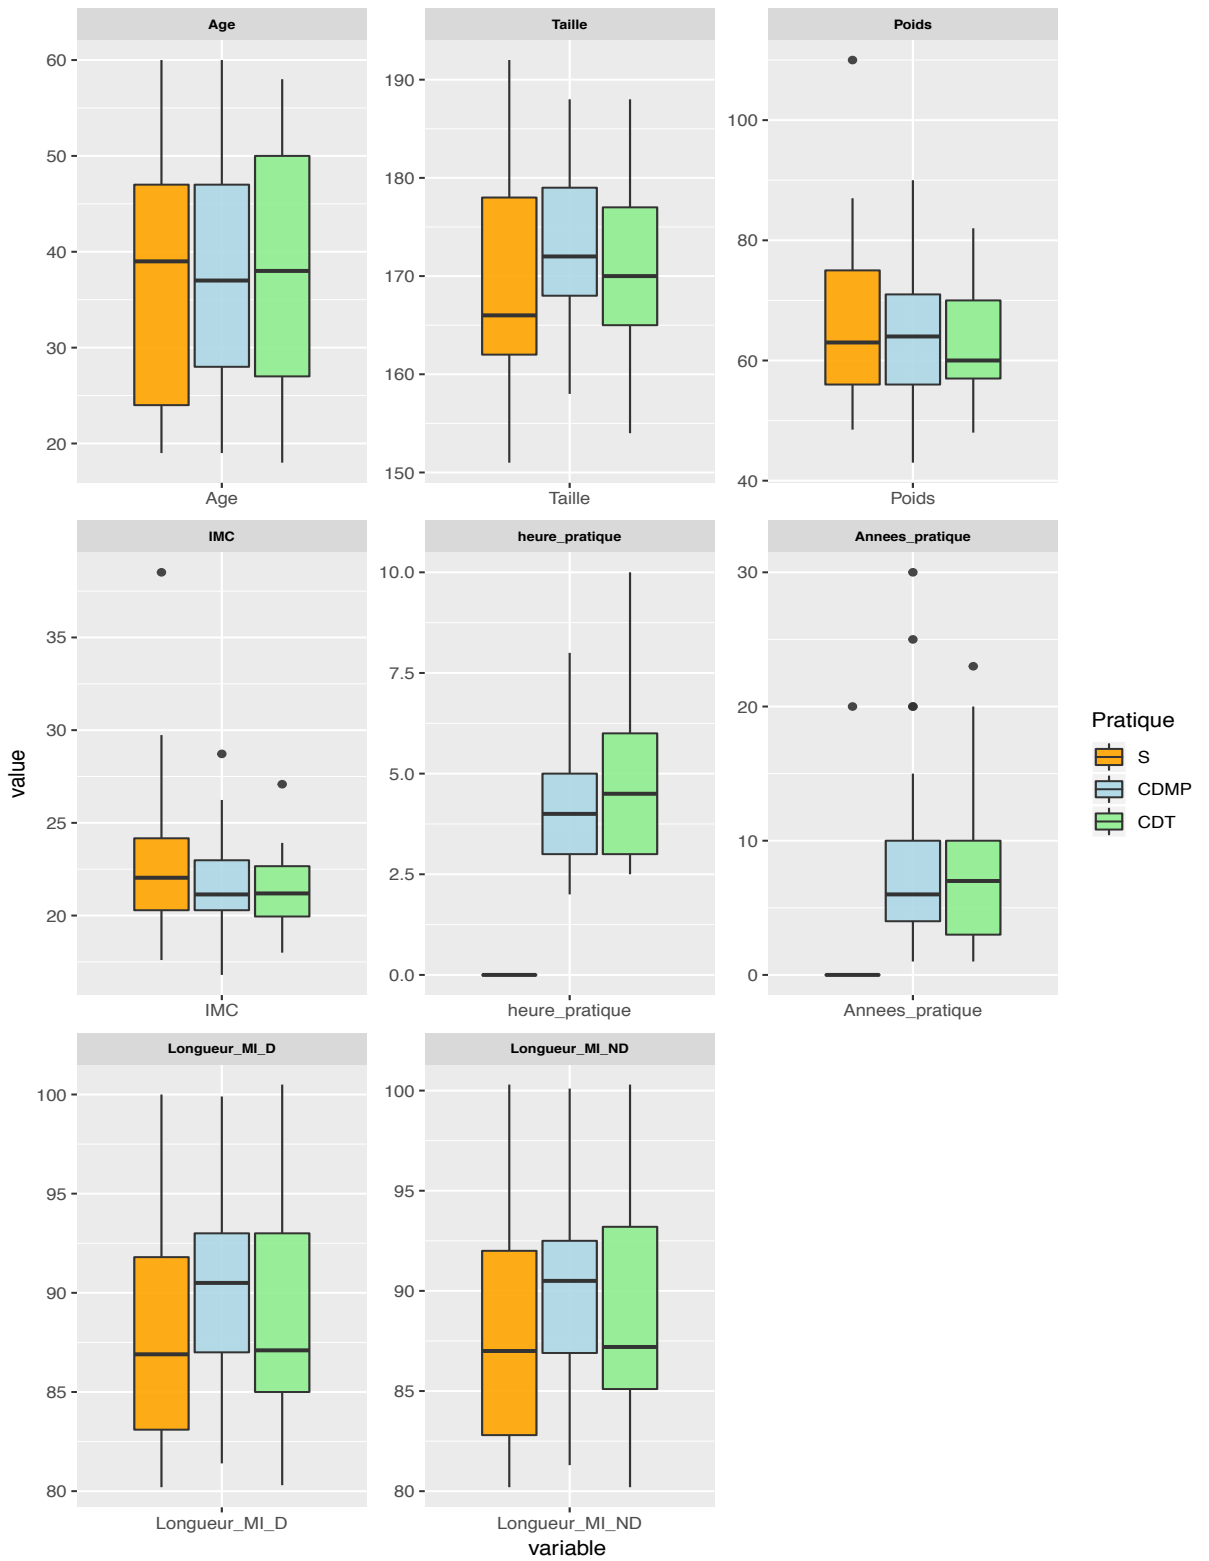 Age
Taille
Poids
60
50
40
30
20
190
180
170
160
150
100
80
60
40
Age
Taille
Poids
IMC
heure_pratique
Annees_pratique
35
30
25
20
10.0
7.5
5.0
2.5
0.0
30
20
10
0
IMC
heure_pratique
Annees_pratique
value
Pratique
S
CDMP
CDT
Longueur_MI_D
Longueur_MI_ND
100
95
90
85
80
100
95
90
85
80
Longueur_MI_D
Longueur_MI_ND
variable